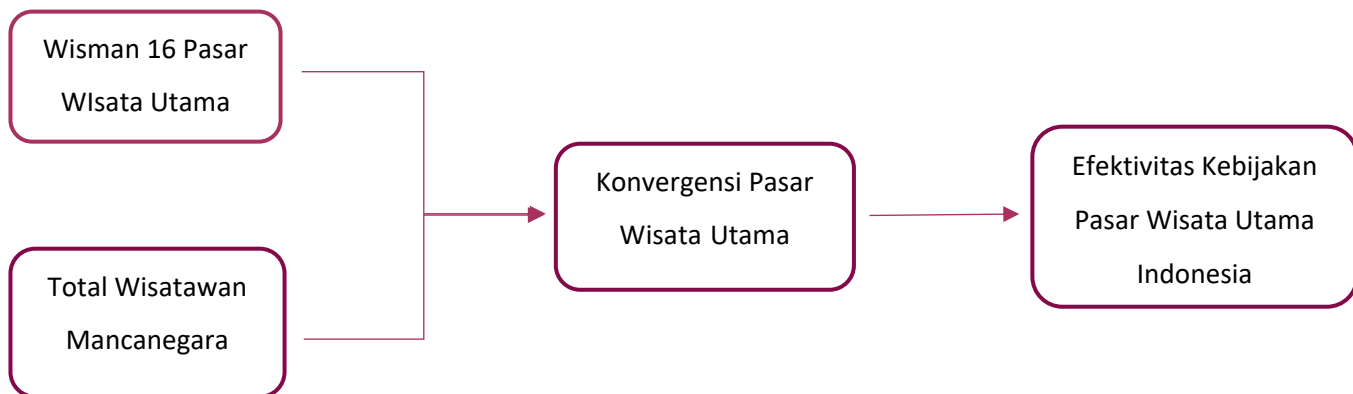 Wisman 16 Pasar
WIsata Utama
Total Wisatawan
Mancanegara
Konvergensi Pasar
Wisata Utama
Efektivitas Kebijakan
Pasar Wisata Utama
Indonesia